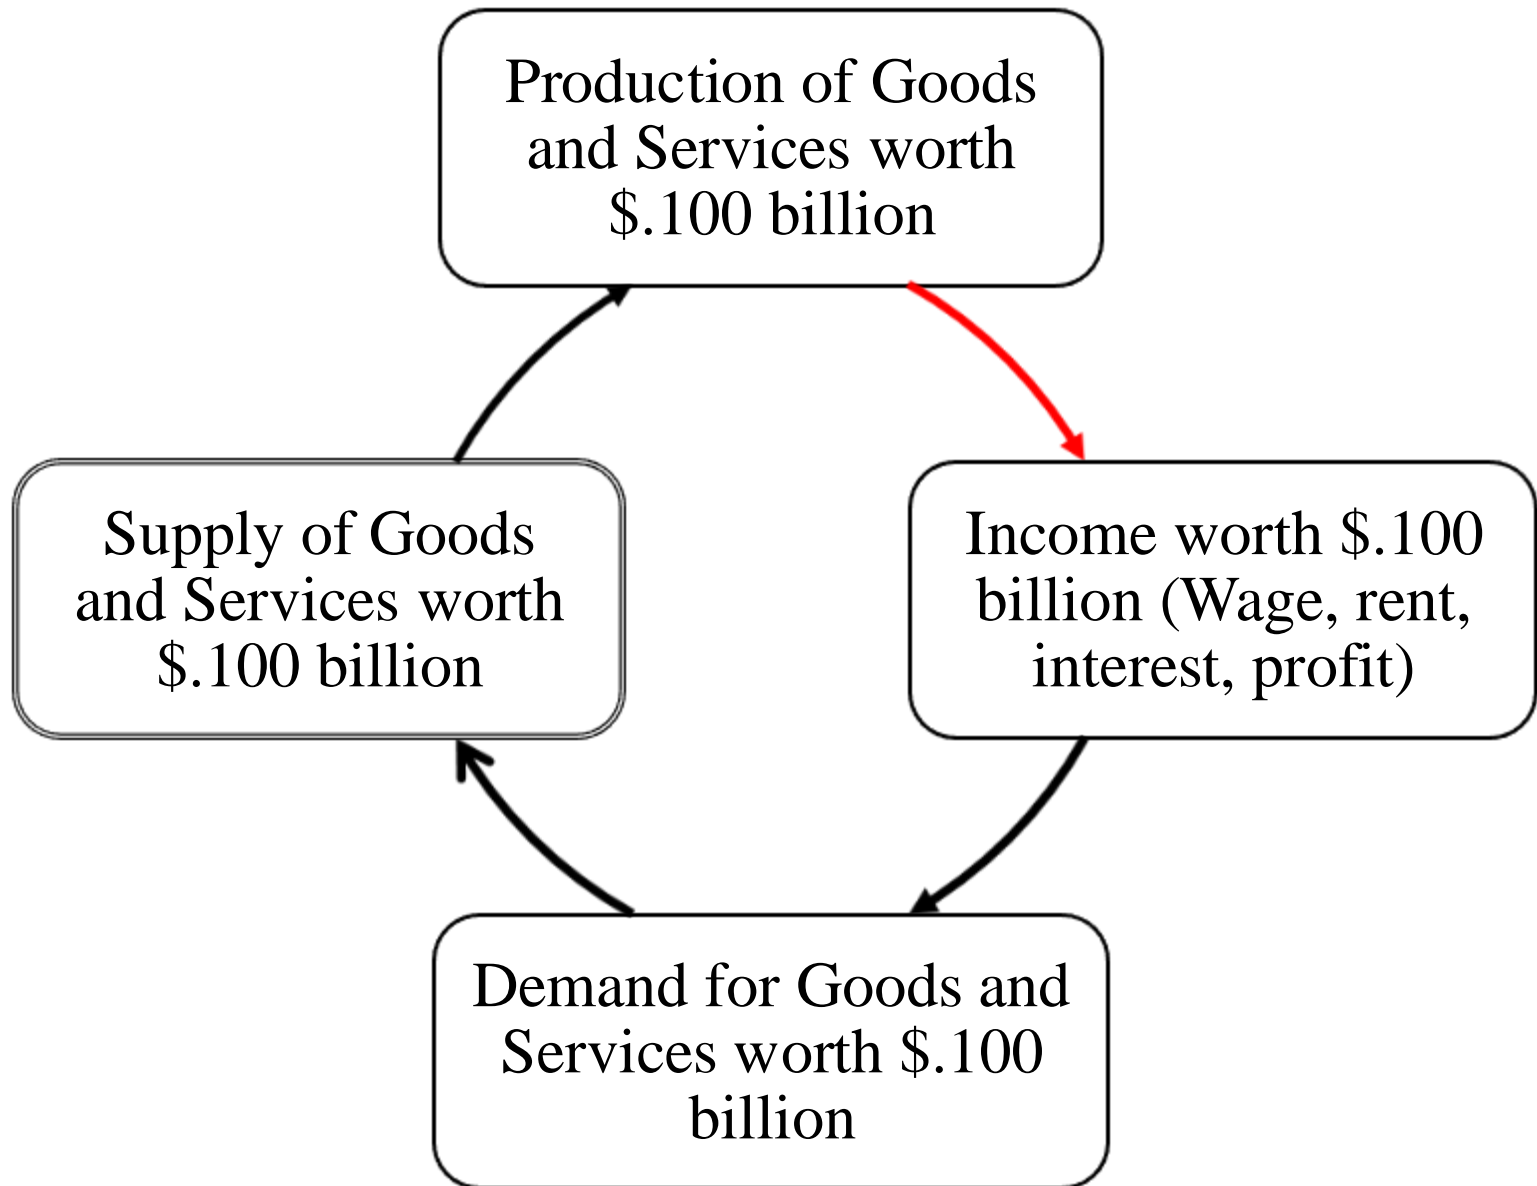 Production of Goods
and Services worth
$.100 billion
Supply of Goods
and Services worth
$.100 billion
Income worth $.100
billion (Wage, rent,
interest, profit)
Demand for Goods and
Services worth $.100
billion